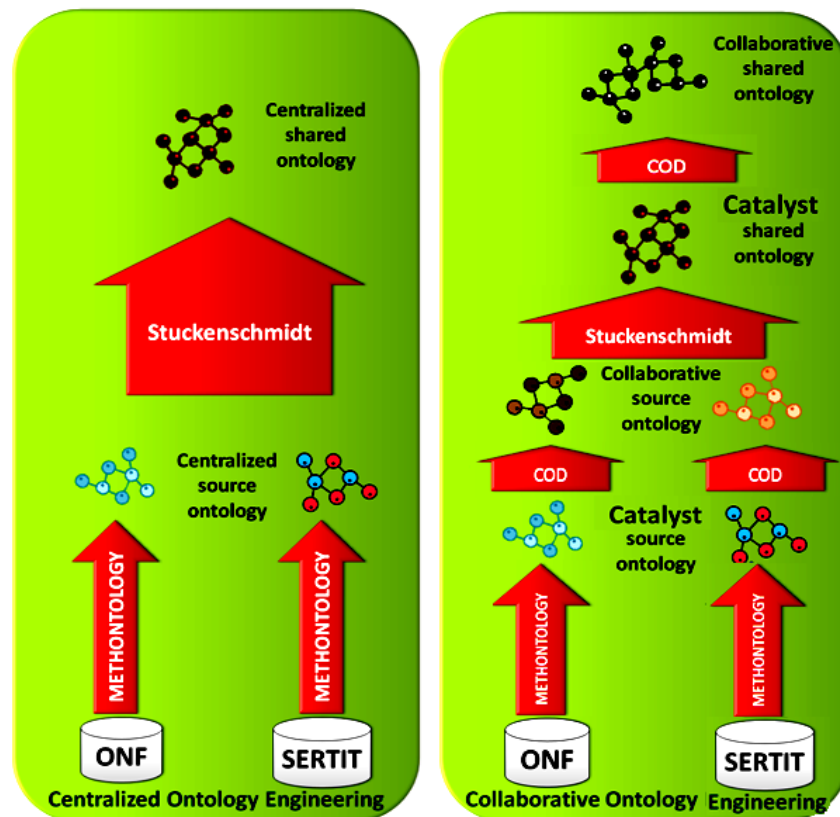 Centralized
shared
ontology
Stuckenschmidt
Centralized
source
ontology
METHONTOLOGY
METHONTOLOGY
ONF
SERTIT
Centralized Ontology Engineering
Collaborative
shared
ontology
COD
Catalyst
shared
ontology
Stuckenschmidt
Collaborative
source
ontology
COD
COD
Catalyst
source
ontology
METHONTOLOGY
METHONTOLOGY
ONF
SERTIT
Collaborative Ontology Engineering